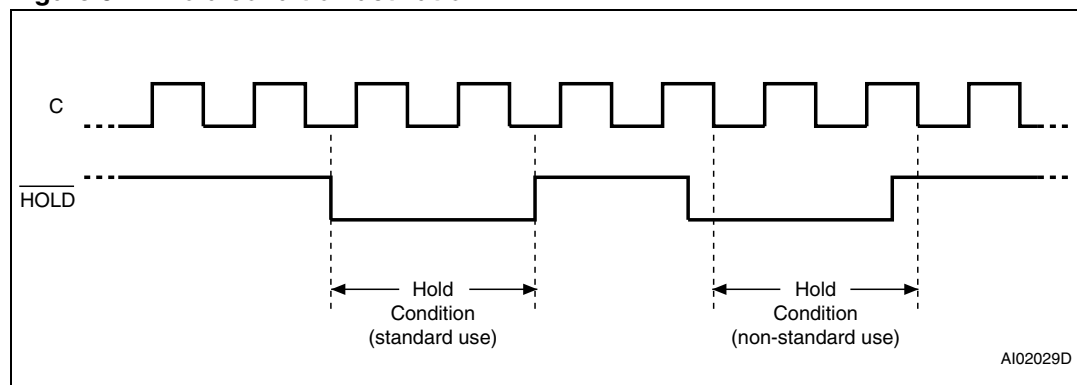 C
HOLD
Hold
Condition
(standard use)
Hold
Condition
(non-standard use)
AI02029D